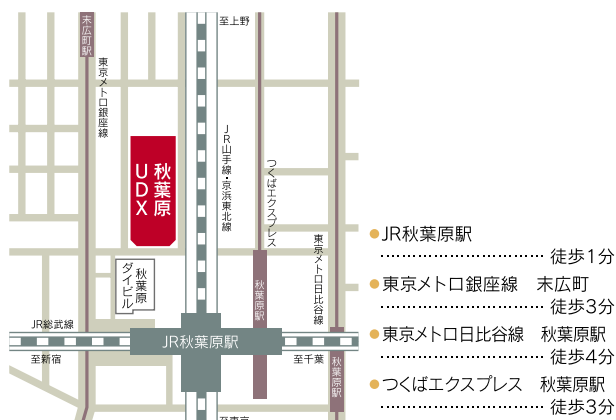 至上野
末広町駅
東京メトロ銀座線
JR山手線・京浜東北線
つくばエクスプレス
秋葉原
UDX
東京メトロ日比谷線
秋葉原
ダイビル
秋葉原駅
JR総武線
JR秋葉原駅
至新宿
至千葉
秋葉原駅
至東京
JR秋葉原駅
徒歩1分
東京メトロ銀座線 末広町
徒歩3分
東京メトロ日比谷線 秋葉原駅
徒歩4分
つくばエクスプレス 秋葉原駅
徒歩3分